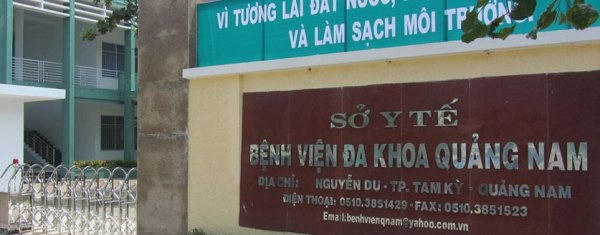 VÌ TƯƠNG LAI ĐẤT NƯỚC,
VÀ LÀM SẠCH MÔI TRƯỜNG.
SỞ Y TẾ
BỆNH VIỆN ĐA KHOA QUẢNG NAM
ĐỊA CHỈ: NGUYỄN DU - TP. TAM KỲ - QUẢNG NAM
ĐIỆN THOẠI: 0510.3851429 - FAX: 0510.3851523
Email:benhvienqnam@yahoo.com.vn